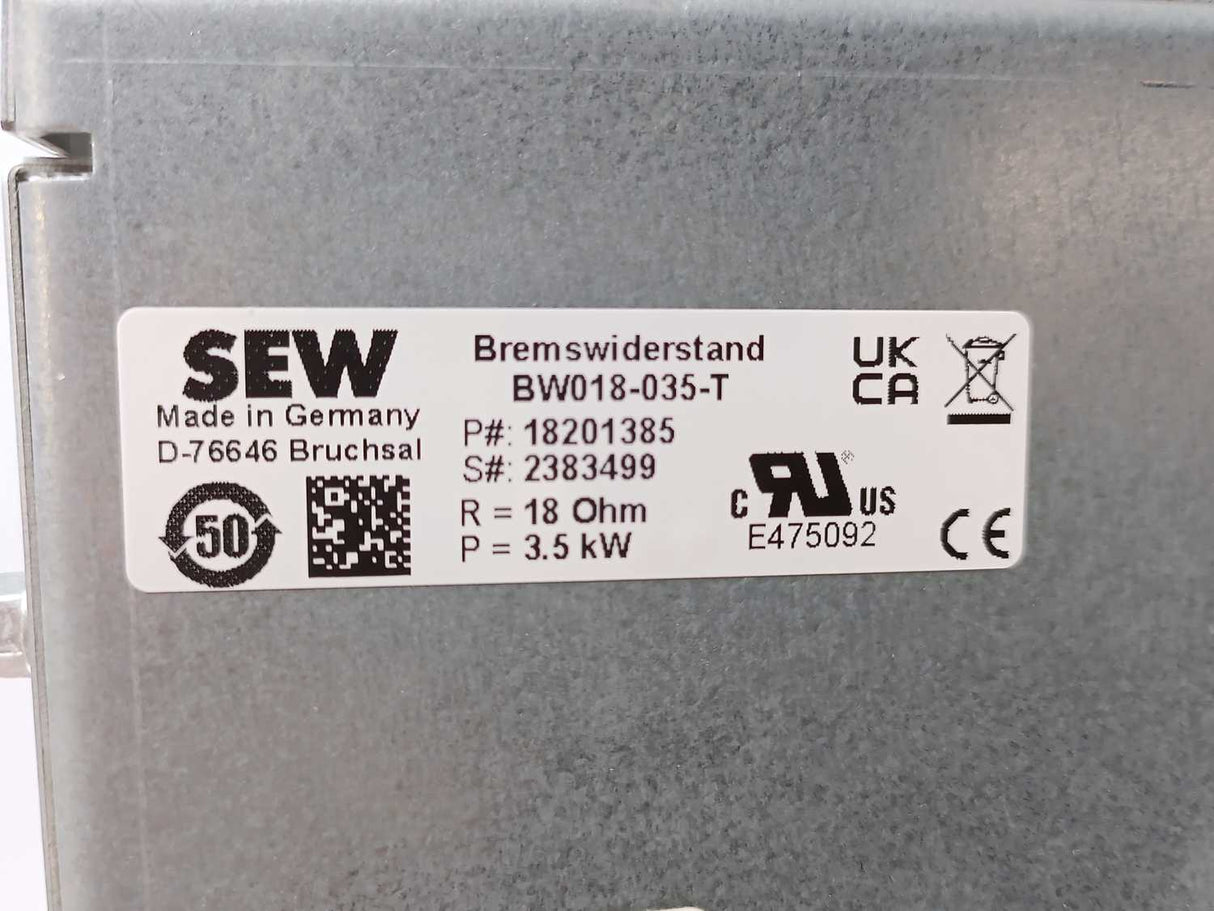 SEW
Made in Germany
D-76646 Bruchsal
50
Bremswiderstand
BW018-035-T
P#: 18201385
S#: 2383499
R = 18 Ohm
P = 3.5 kW
UK
CA
C RU ® US
E475092
CE